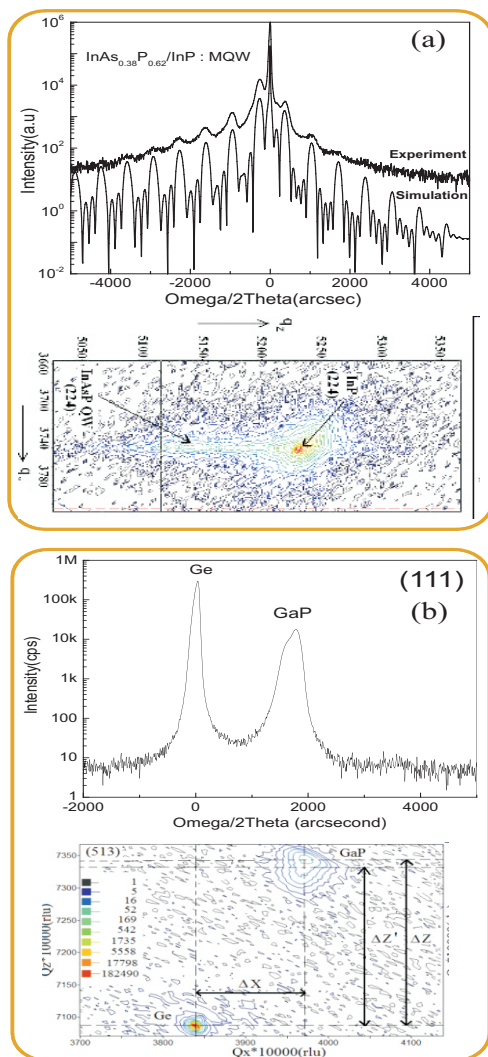 (a)
InAs0.38P0.62/InP : MQW
10^6
10^4
10^2
10^0
10^-2
Intensity(a.u)
Experiment
Simulation
-4000 -2000 0 2000 4000
Omega/2Theta(arcsec)
qz
5050 5100 5150 5200 5250 5300 5350
3660 3700 3740 3780
InAsP QW
(224)
InP
(224)
(111)
(b)
Ge
GaP
1M
100k
10k
1k
100
10
1
Intensity(cps)
-2000 0 2000 4000
Omega/2Theta (arcsecond)
(513)
GaP
7350
7300
7250
7200
7150
7100
Qz*10000(rlu)
1
5
16
52
169
542
1735
5558
17798
182490
ΔX
ΔZ'
ΔZ
Ge
3700 3800 3900 4000 4100
Qx*10000(rlu)